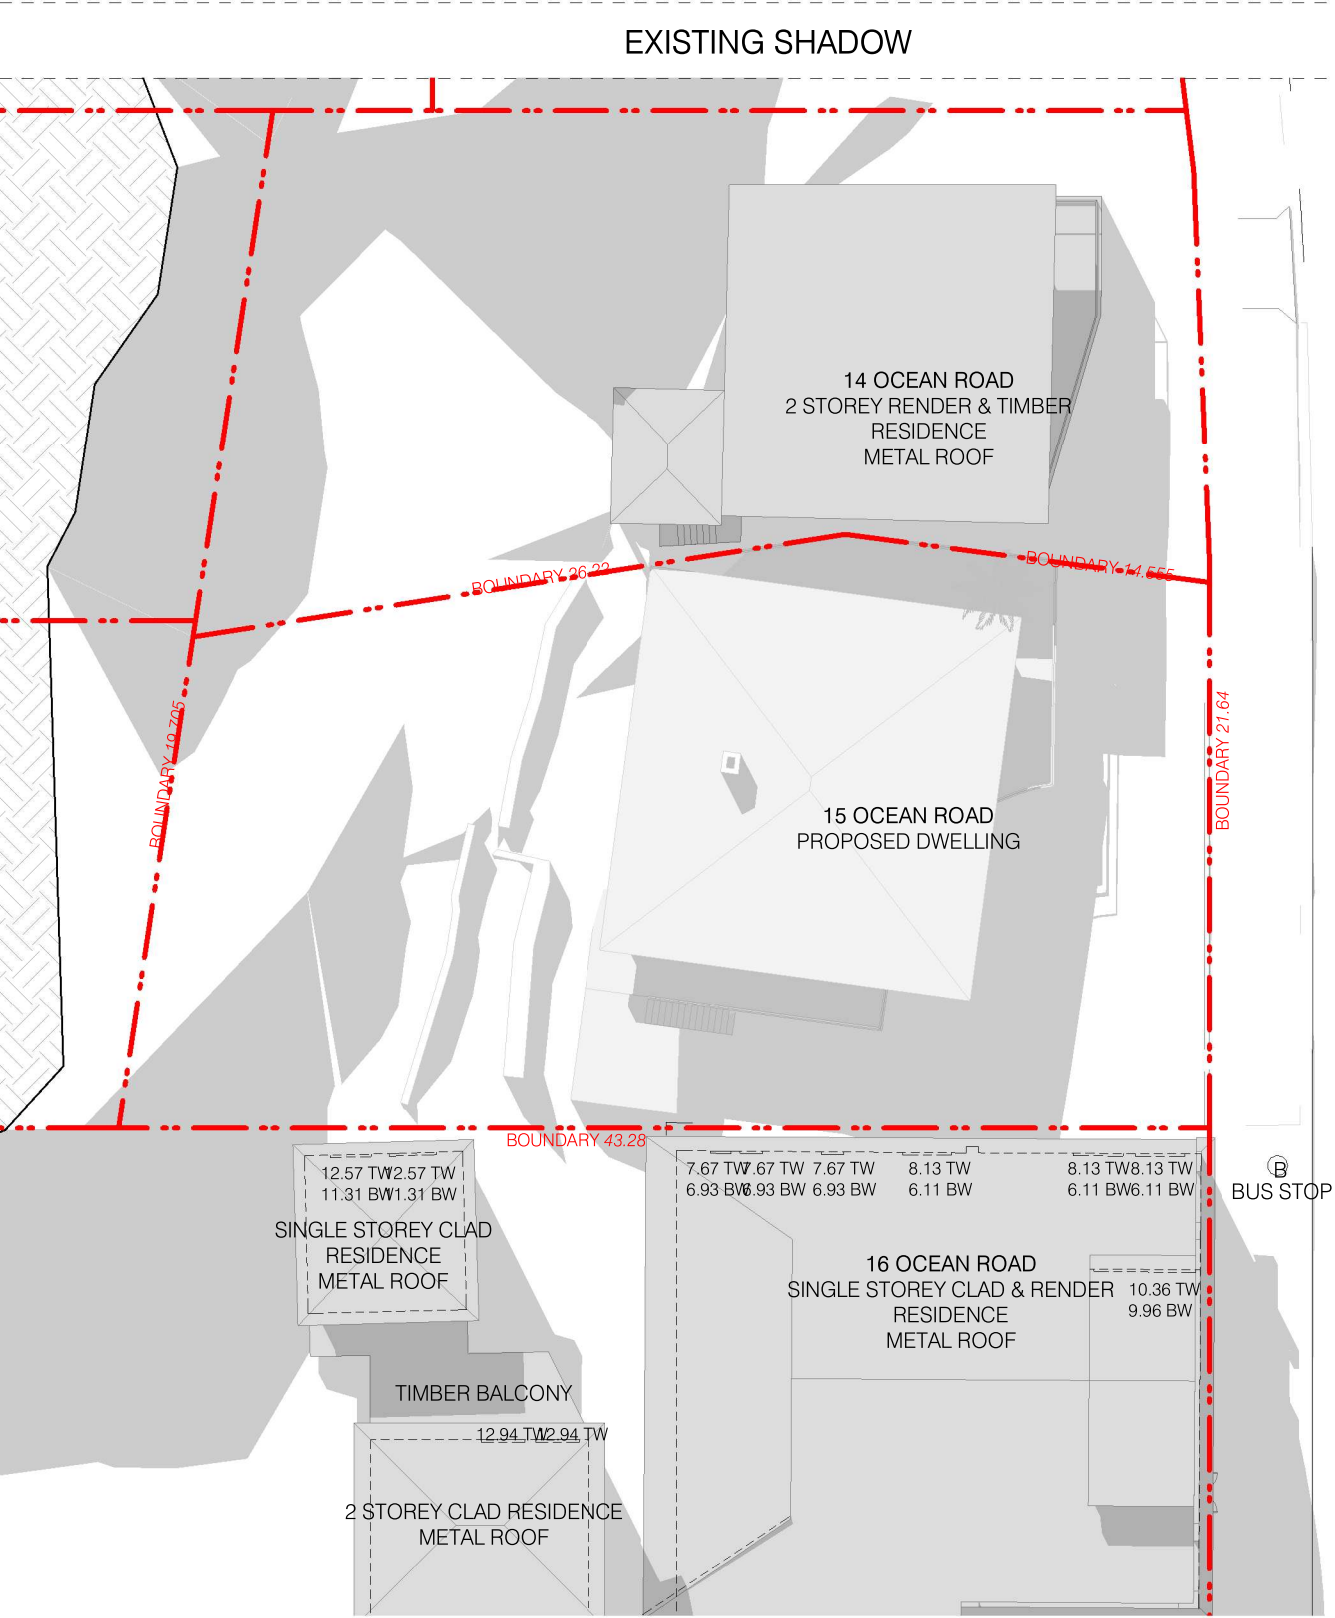 EXISTING SHADOW
14 OCEAN ROAD
2 STOREY RENDER & TIMBER
RESIDENCE
METAL ROOF
BOUNDARY 26.22
BOUNDARY 14.555
BOUNDARY 19.705
BOUNDARY 21.64
15 OCEAN ROAD
PROPOSED DWELLING
BOUNDARY 43.28
12.57 TW 12.57 TW
11.31 BW 11.31 BW
7.67 TW 7.67 TW 7.67 TW 8.13 TW 8.13 TW 8.13 TW
6.93 BW 6.93 BW 6.93 BW 6.11 BW 6.11 BW 6.11 BW
B
BUS STOP
SINGLE STOREY CLAD
RESIDENCE
METAL ROOF
16 OCEAN ROAD
SINGLE STOREY CLAD & RENDER
RESIDENCE
METAL ROOF
10.36 TW
9.96 BW
TIMBER BALCONY
12.94 TW 12.94 TW
2 STOREY CLAD RESIDENCE
METAL ROOF